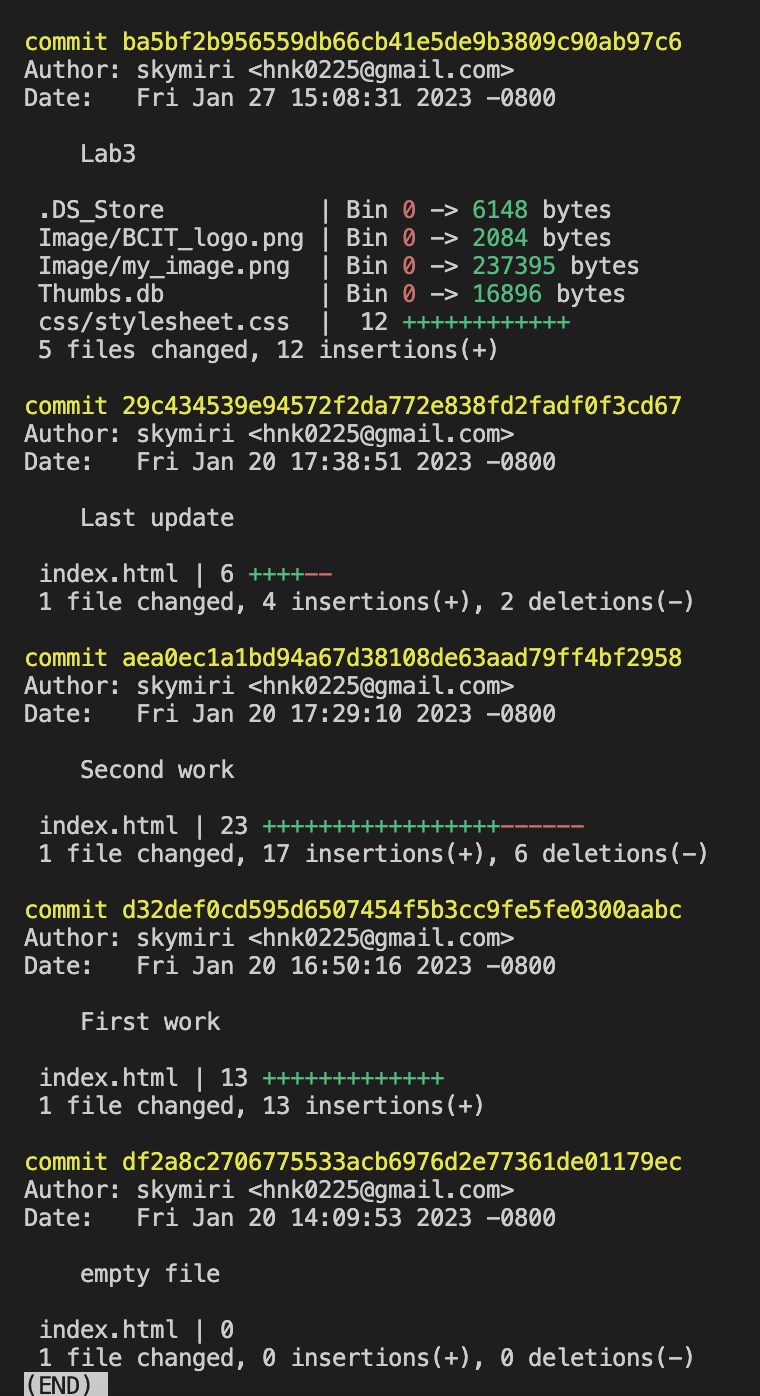 commit ba5bf2b956559db66cb41e5de9b3809c90ab97c6
Author: skymiri <hnk0225@gmail.com>
Date:   Fri Jan 27 15:08:31 2023 -0800

    Lab3

 .DS_Store           | Bin 0 -> 6148 bytes
 Image/BCIT_logo.png | Bin 0 -> 2084 bytes
 Image/my_image.png  | Bin 0 -> 237395 bytes
 Thumbs.db           | Bin 0 -> 16896 bytes
 css/stylesheet.css  |  12 ++++++++++++
 5 files changed, 12 insertions(+)

commit 29c434539e94572f2da772e838fd2fadf0f3cd67
Author: skymiri <hnk0225@gmail.com>
Date:   Fri Jan 20 17:38:51 2023 -0800

    Last update

 index.html | 6 ++++--
 1 file changed, 4 insertions(+), 2 deletions(-)

commit aea0ec1a1bd94a67d38108de63aad79ff4bf2958
Author: skymiri <hnk0225@gmail.com>
Date:   Fri Jan 20 17:29:10 2023 -0800

    Second work

 index.html | 23 +++++++++++++++++------
 1 file changed, 17 insertions(+), 6 deletions(-)

commit d32def0cd595d6507454f5b3cc9fe5fe0300aabc
Author: skymiri <hnk0225@gmail.com>
Date:   Fri Jan 20 16:50:16 2023 -0800

    First work

 index.html | 13 +++++++++++++
 1 file changed, 13 insertions(+)

commit df2a8c2706775533acb6976d2e77361de01179ec
Author: skymiri <hnk0225@gmail.com>
Date:   Fri Jan 20 14:09:53 2023 -0800

    empty file

 index.html | 0
 1 file changed, 0 insertions(+), 0 deletions(-)
(END)